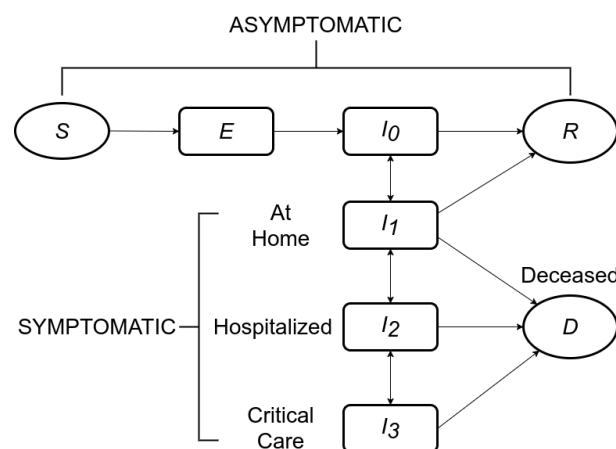 ASYMPTOMATIC
S
E
I0
R
At
Home
I1
Deceased
SYMPTOMATIC
Hospitalized
I2
D
Critical
Care
I3